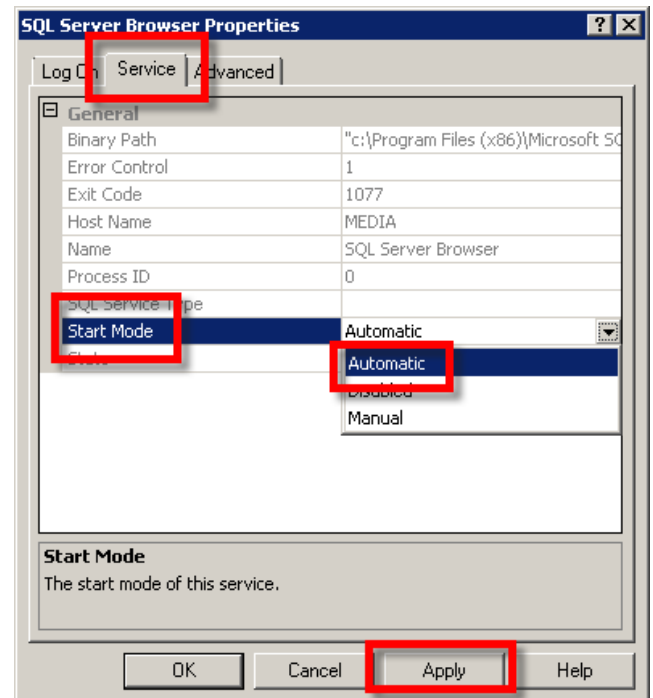 SQL Server Browser Properties
Log On Service Advanced
General
Binary Path "c:\Program Files (x86)\Microsoft SQ
Error Control 1
Exit Code 1077
Host Name MEDIA
Name SQL Server Browser
Process ID 0
SQL Service Type
Start Mode Automatic
State Automatic
Disabled
Manual
Start Mode
The start mode of this service.
OK Cancel Apply Help